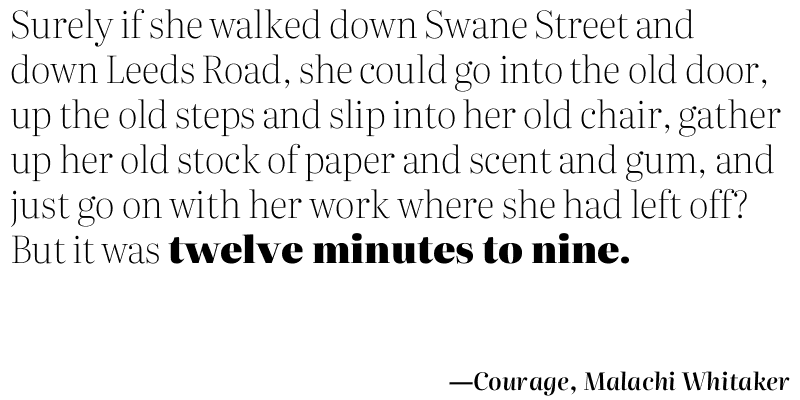 Surely if she walked down Swane Street and
down Leeds Road, she could go into the old door,
up the old steps and slip into her old chair, gather
up her old stock of paper and scent and gum, and
just go on with her work where she had left off?
But it was twelve minutes to nine.
—Courage, Malachi Whitaker